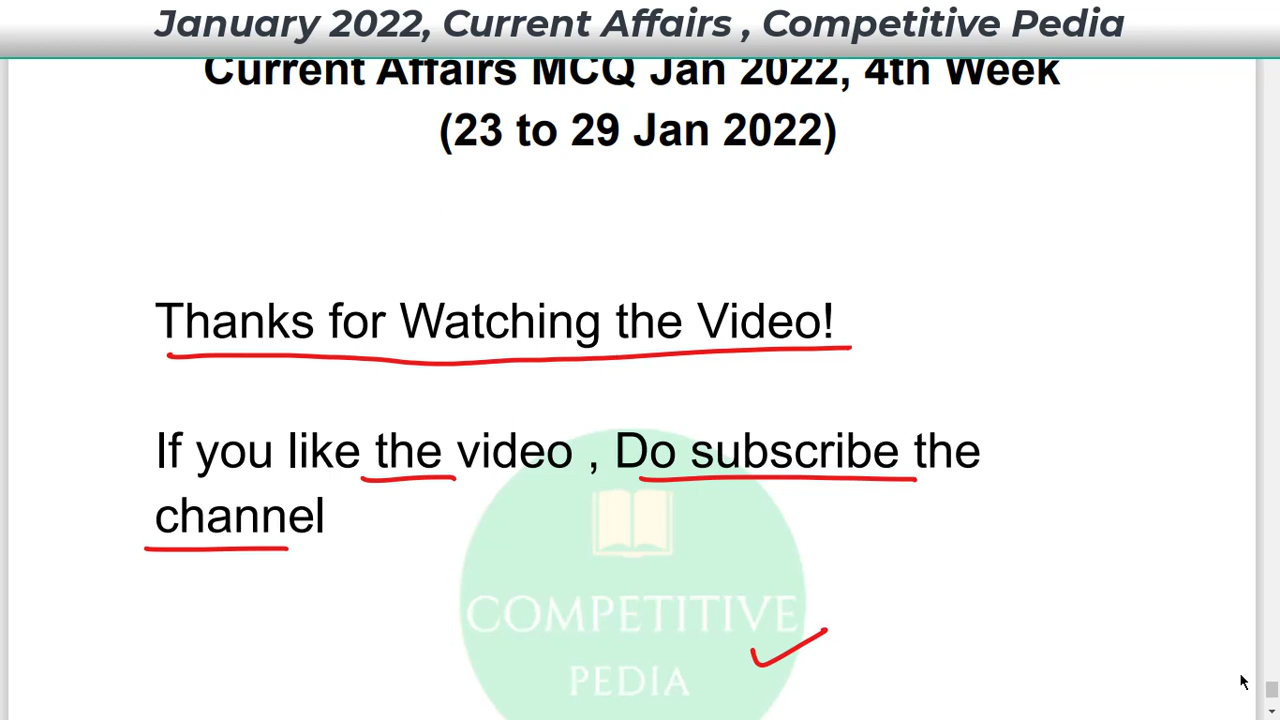 January 2022, Current Affairs , Competitive Pedia
Current Affairs MCQ Jan 2022, 4th Week
(23 to 29 Jan 2022)
Thanks for Watching the Video!
If you like the video , Do subscribe the
channel
COMPETITIVE
PEDIA